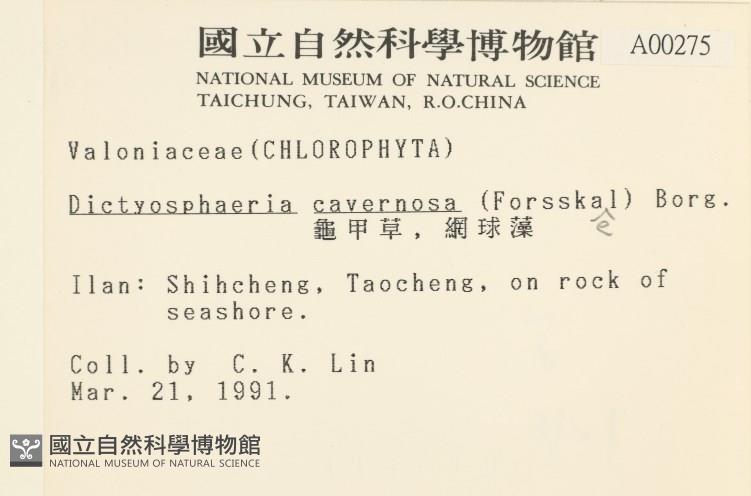 國立自然科學博物館 A00275
NATIONAL MUSEUM OF NATURAL SCIENCE
TAICHUNG, TAIWAN, R.O.CHINA
Valoniaceae(CHLOROPHYTA)
Dictyosphaeria cavernosa (Forsskal) Borg.
龜甲草, 網球藻
e
Ilan: Shihcheng, Taocheng, on rock of
seashore.
Coll. by C. K. Lin
Mar. 21, 1991.
國立自然科學博物館
NATIONAL MUSEUM OF NATURAL SCIENCE